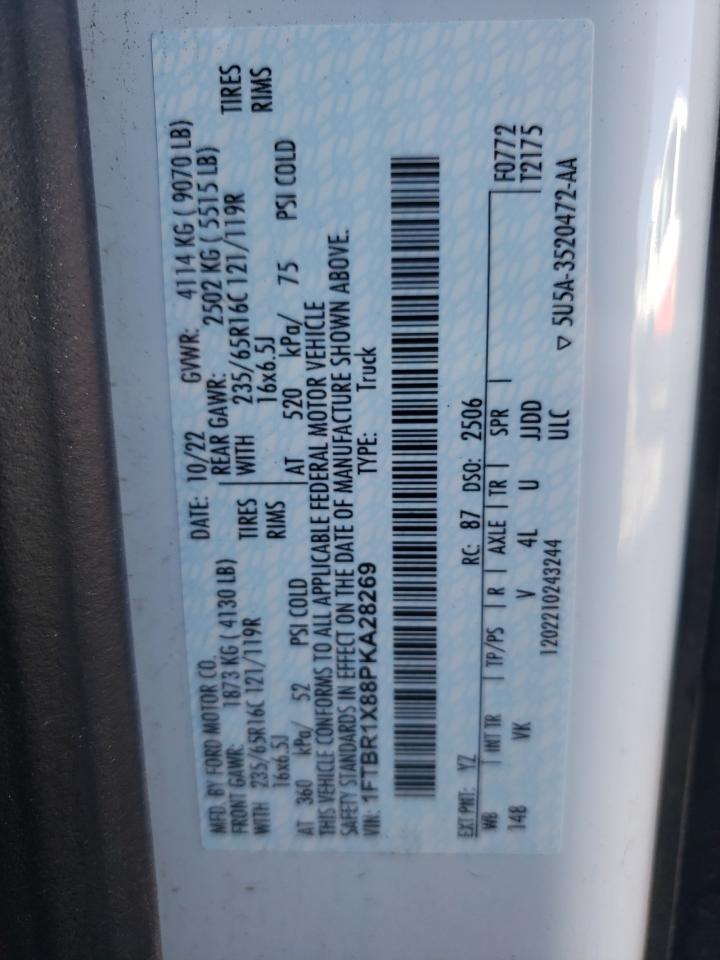 MFD. BY FORD MOTOR CO.
DATE: 10/22 GVWR: 4114 KG ( 9070 LB)
FRONT GAWR: 1873 KG ( 4130 LB)
REAR GAWR: 2502 KG ( 5515 LB)
WITH 235/65R16C 121/119R TIRES
WITH 235/65R16C 121/119R TIRES
16x6.5J RIMS
16x6.5J RIMS
AT 360 kPa/ 52 PSI COLD
AT 520 kPa/ 75 PSI COLD
THIS VEHICLE CONFORMS TO ALL APPLICABLE FEDERAL MOTOR VEHICLE
SAFETY STANDARDS IN EFFECT ON THE DATE OF MANUFACTURE SHOWN ABOVE.
VIN: 1FTBR1X88PKA28269 TYPE: Truck
EXT PNT: YZ RC: 87 DSO: 2506
WB INT TR TP/PS R AXLE TR SPR F0772
148 VK V 4L U JJDD T2175
ULC
1202210243244 ▽ 5U5A-3520472-AA